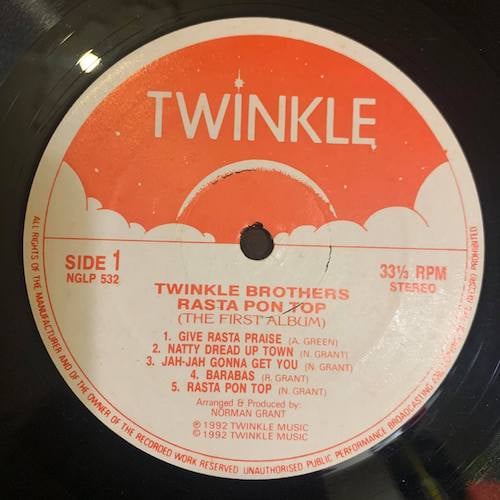 TWINKLE
SIDE 1
NGLP 532
33⅓ RPM
STEREO
TWINKLE BROTHERS
RASTA PON TOP
(THE FIRST ALBUM)
1. GIVE RASTA PRAISE (A. GREEN)
2. NATTY DREAD UP TOWN (N. GRANT)
3. JAH-JAH GONNA GET YOU (N. GRANT)
4. BARABAS (R. GRANT)
5. RASTA PON TOP (N. GRANT)
Arranged & Produced by:
NORMAN GRANT
℗ 1992 TWINKLE MUSIC
© 1992 TWINKLE MUSIC
ALL RIGHTS OF THE MANUFACTURER AND OF THE OWNER OF THE RECORDED WORK RESERVED UNAUTHORISED PUBLIC PERFORMANCE BROADCASTING AND RECORD PROHIBITED